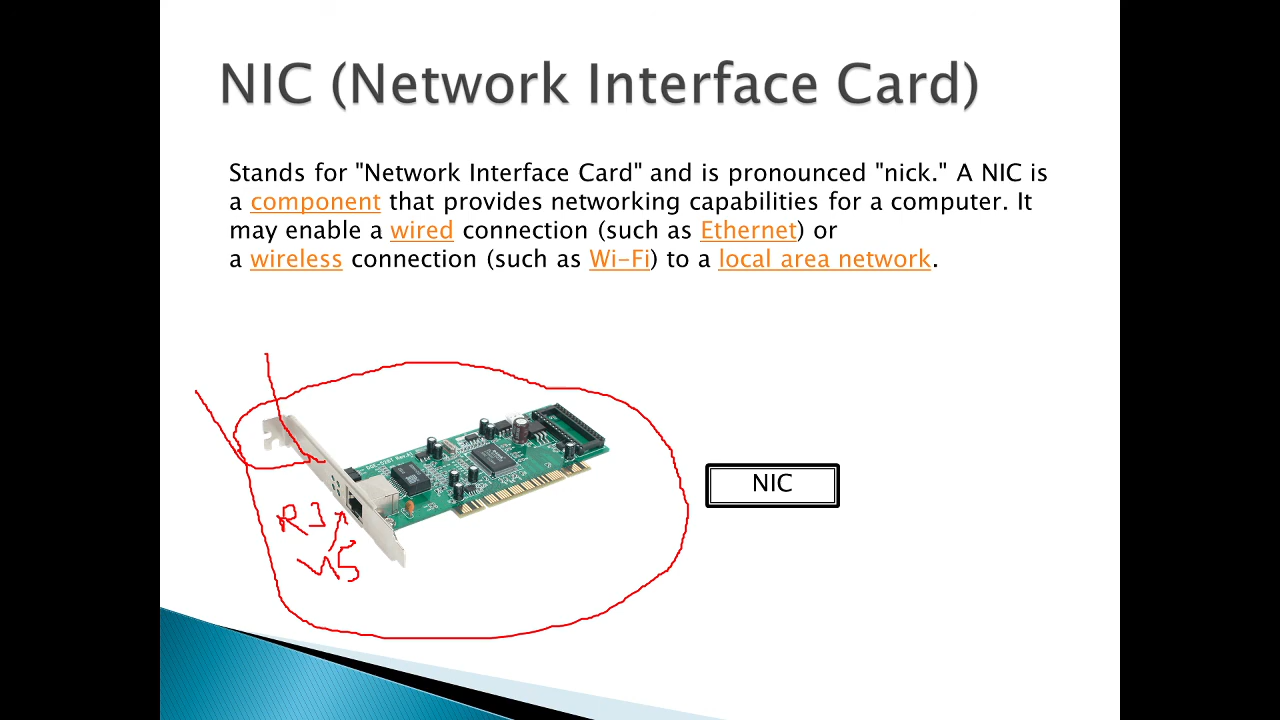 NIC (Network Interface Card)
Stands for "Network Interface Card" and is pronounced "nick." A NIC is
a component that provides networking capabilities for a computer. It
may enable a wired connection (such as Ethernet) or
a wireless connection (such as Wi-Fi) to a local area network.
NIC
RJ
45